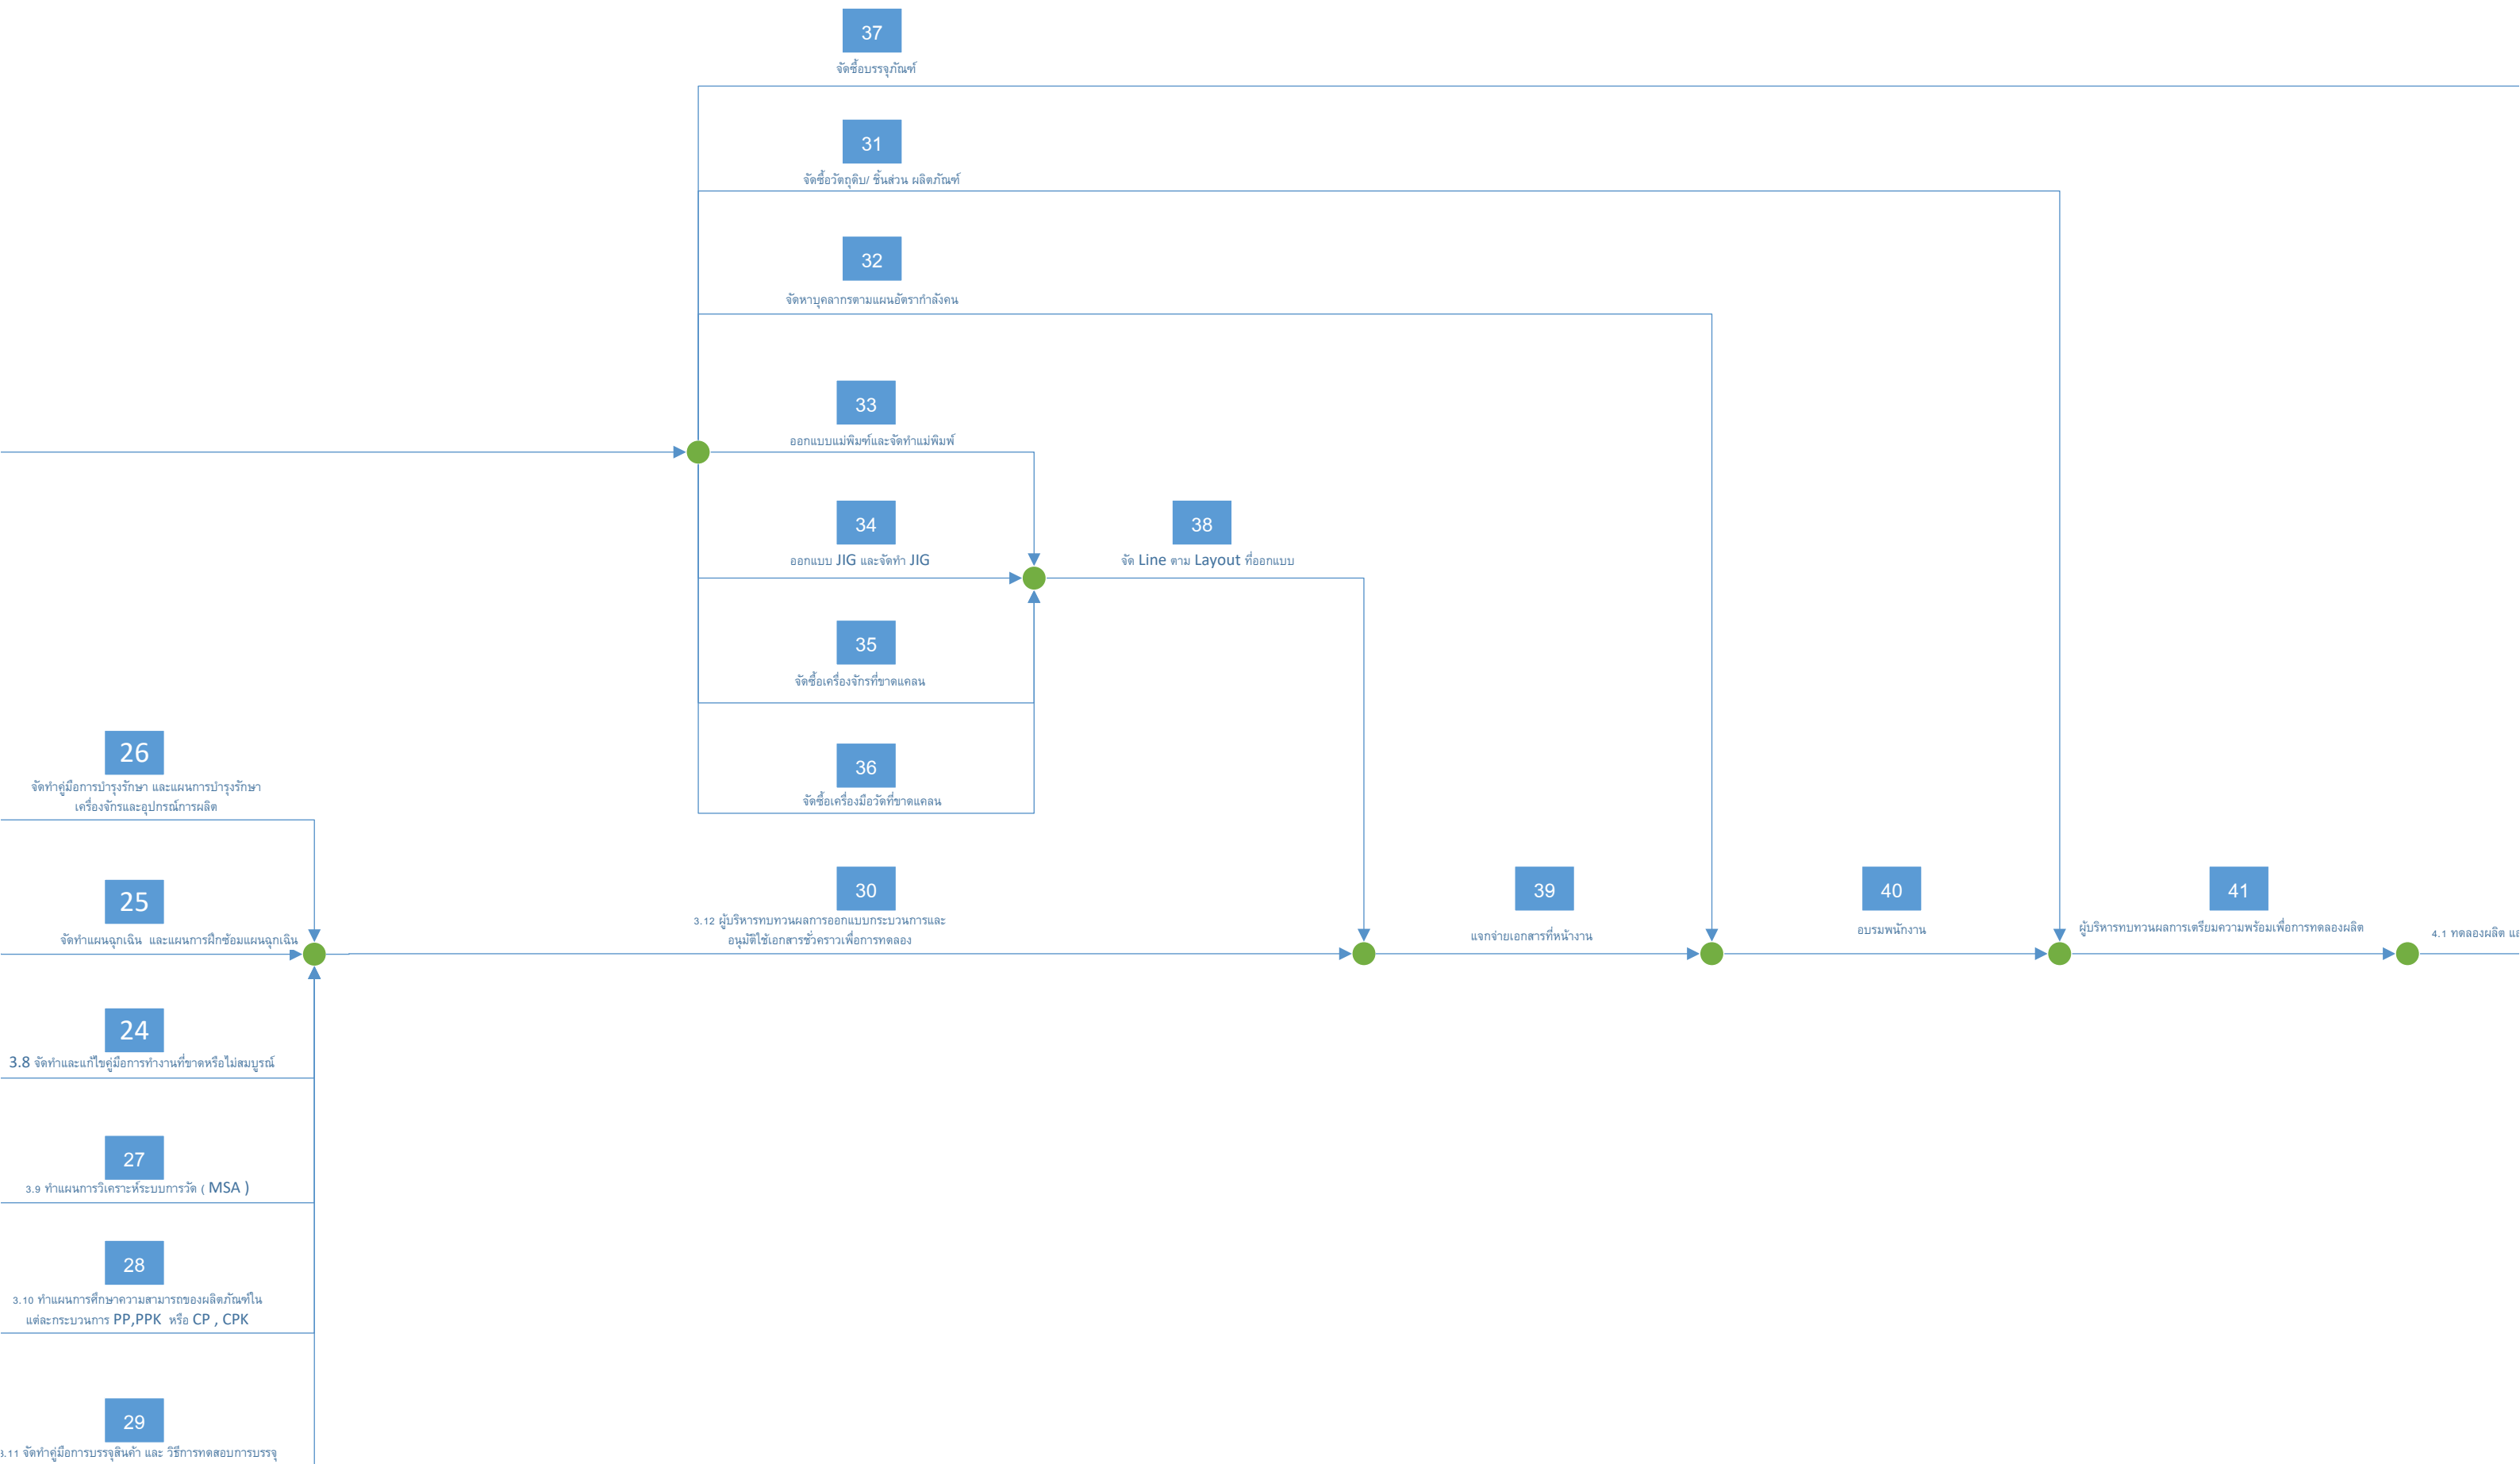 37
จัดซื้อบรรจุภัณฑ์
31
จัดซื้อวัตถุดิบ/ ชิ้นส่วน ผลิตภัณฑ์
32
จัดหาบุคลากรตามแผนอัตรากำลังคน
33
ออกแบบแม่พิมฑ์และจัดทำแม่พิมพ์
34
ออกแบบ JIG และจัดทำ JIG
38
จัด Line ตาม Layout ที่ออกแบบ
35
จัดซื้อเครื่องจักรที่ขาดแคลน
36
จัดซื้อเครื่องมือวัดที่ขาดแคลน
26
จัดทำคู่มือการบำรุงรักษา และแผนการบำรุงรักษา
เครื่องจักรและอุปกรณ์การผลิต
25
จัดทำแผนฉุกเฉิน และแผนการฝึกซ้อมแผนฉุกเฉิน
30
3.12 ผู้บริหารทบทวนผลการออกแบบกระบวนการและ
อนุมัติใช้เอกสารชั่วคราวเพื่อการทดลอง
39
แจกจ่ายเอกสารที่หน้างาน
40
อบรมพนักงาน
41
ผู้บริหารทบทวนผลการเตรียมความพร้อมเพื่อการทดลองผลิต
4.1 ทดลองผลิต
24
3.8 จัดทำและแก้ไขคู่มือการทำงานที่ขาดหรือไม่สมบูรณ์
27
3.9 ทำแผนการวิเคราะห์ระบบการวัด ( MSA )
28
3.10 ทำแผนการศึกษาความสามารถของผลิตภัณฑ์ใน
แต่ละกระบวนการ PP,PPK หรือ CP , CPK
29
3.11 จัดทำคู่มือการบรรจุสินค้า และ วิธีการทดสอบการบรรจุ